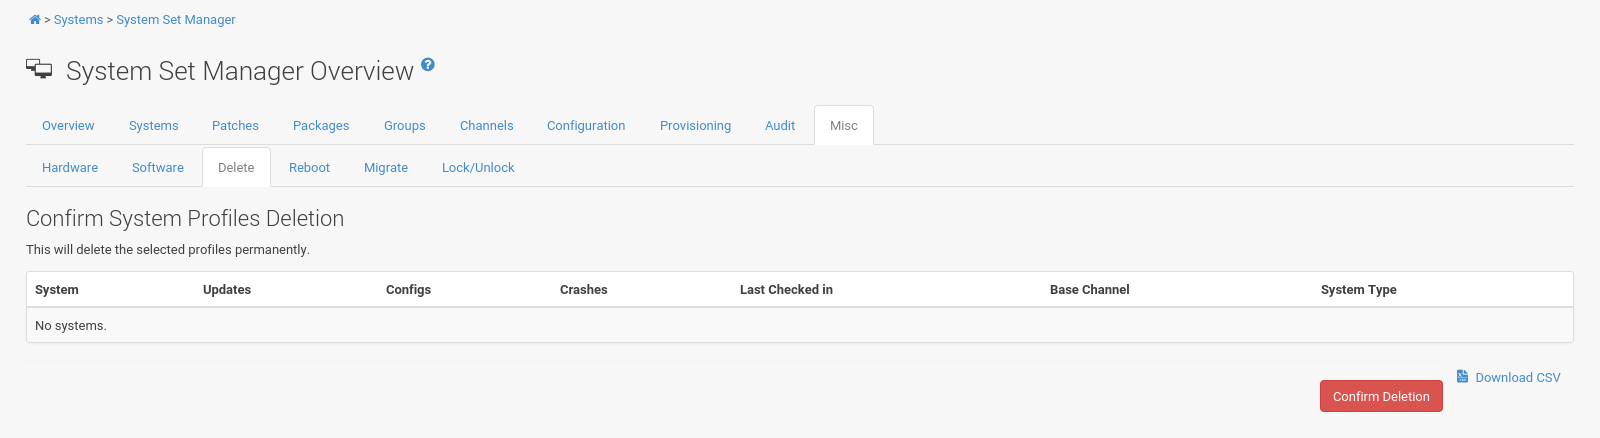 > Systems > System Set Manager
System Set Manager Overview ?
Overview Systems Patches Packages Groups Channels Configuration Provisioning Audit Misc
Hardware Software Delete Reboot Migrate Lock/Unlock
Confirm System Profiles Deletion
This will delete the selected profiles permanently.
System Updates Configs Crashes Last Checked in Base Channel System Type
No systems.
Download CSV
Confirm Deletion